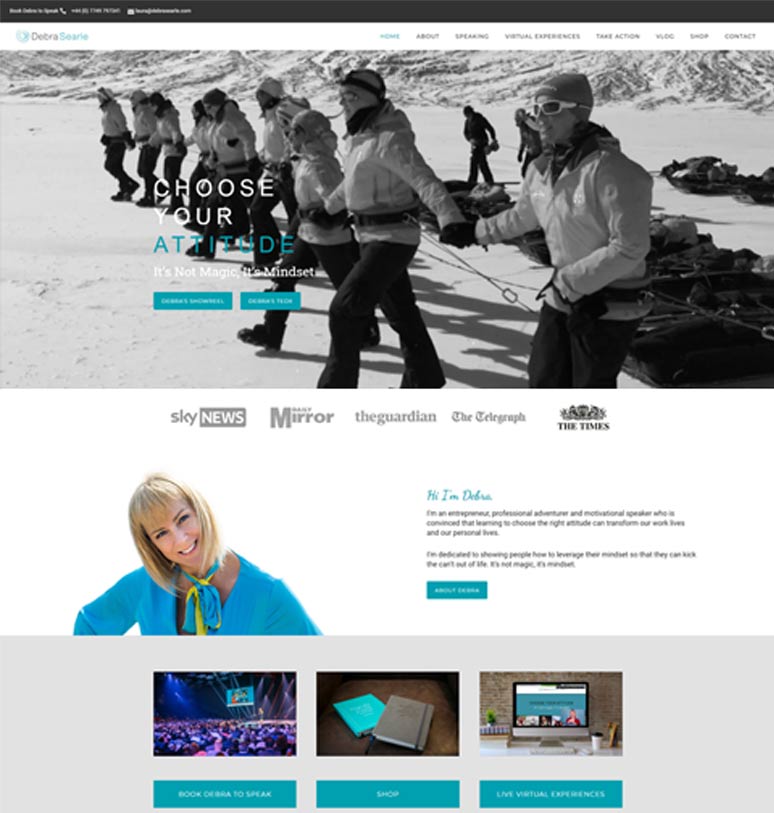 Book Debra to Speak
laura@debrasearle.com
Debra Searle
HOME ABOUT SPEAKING VIRTUAL EXPERIENCES TAKE ACTION VLOG SHOP CONTACT
CHOOSE
YOUR
ATTITUDE
It's Not Magic, It's Mindset
DEBRA'S SHOWREEL DEBRA'S TEDX
sky NEWS DAILY Mirror theguardian The Telegraph THE TIMES
Hi I'm Debra,
I'm an entrepreneur, professional adventurer and motivational speaker who is
convinced that learning to choose the right attitude can transform our work lives
and our personal lives.
I'm dedicated to showing people how to leverage their mindset so that they can kick
the can't out of life. It's not magic, it's mindset.
ABOUT DEBRA
BOOK DEBRA TO SPEAK SHOP LIVE VIRTUAL EXPERIENCES